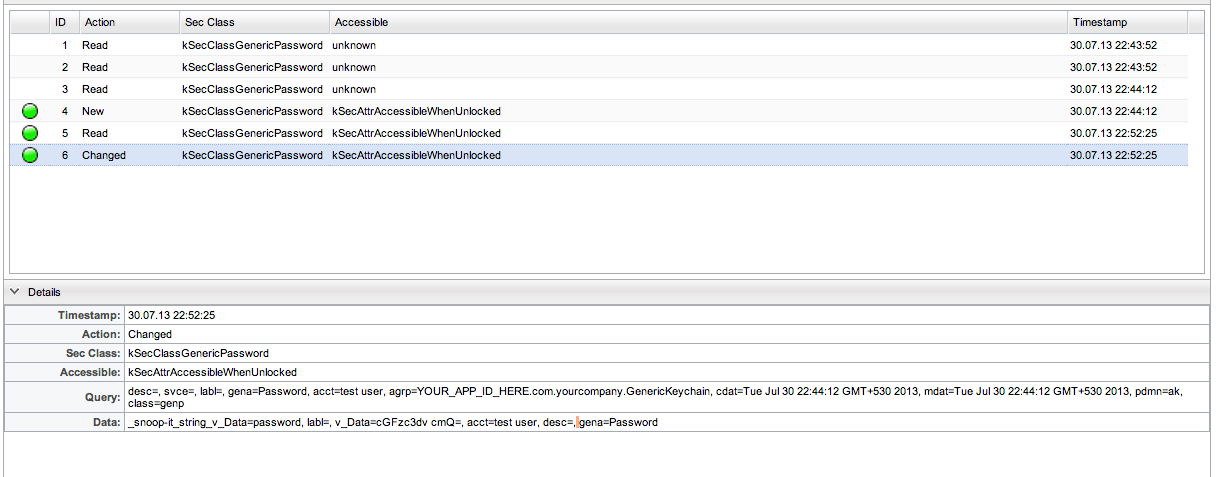 ID Action Sec Class Accessible Timestamp
1 Read kSecClassGenericPassword unknown 30.07.13 22:43:52
2 Read kSecClassGenericPassword unknown 30.07.13 22:43:52
3 Read kSecClassGenericPassword unknown 30.07.13 22:44:12
4 New kSecClassGenericPassword kSecAttrAccessibleWhenUnlocked 30.07.13 22:44:12
5 Read kSecClassGenericPassword kSecAttrAccessibleWhenUnlocked 30.07.13 22:52:25
6 Changed kSecClassGenericPassword kSecAttrAccessibleWhenUnlocked 30.07.13 22:52:25
Details
Timestamp: 30.07.13 22:52:25
Action: Changed
Sec Class: kSecClassGenericPassword
Accessible: kSecAttrAccessibleWhenUnlocked
Query: desc=, svce=, labl=, gena=Password, acct=test user, agrp=YOUR_APP_ID_HERE.com.yourcompany.GenericKeychain, cdat=Tue Jul 30 22:44:12 GMT+530 2013, mdat=Tue Jul 30 22:44:12 GMT+530 2013, pdmn=ak,
class=genp
Data: _snoop-it_string_v_Data=password, labl=, v_Data=cGFzc3dv cmQ=, acct=test user, desc=, gena=Password